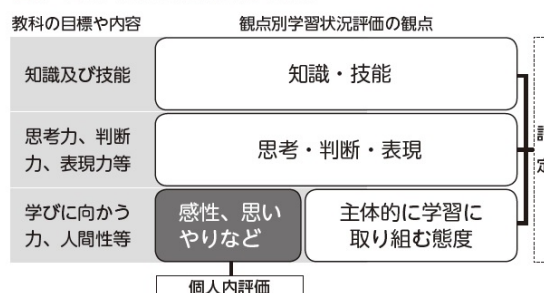 教科の目標や内容
観点別学習状況評価の観点
知識及び技能
知識・技能
思考力、判断
力、表現力等
思考・判断・表現
学びに向かう
力、人間性等
感性、思い
やりなど
主体的に学習に
取り組む態度
定
個人内評価